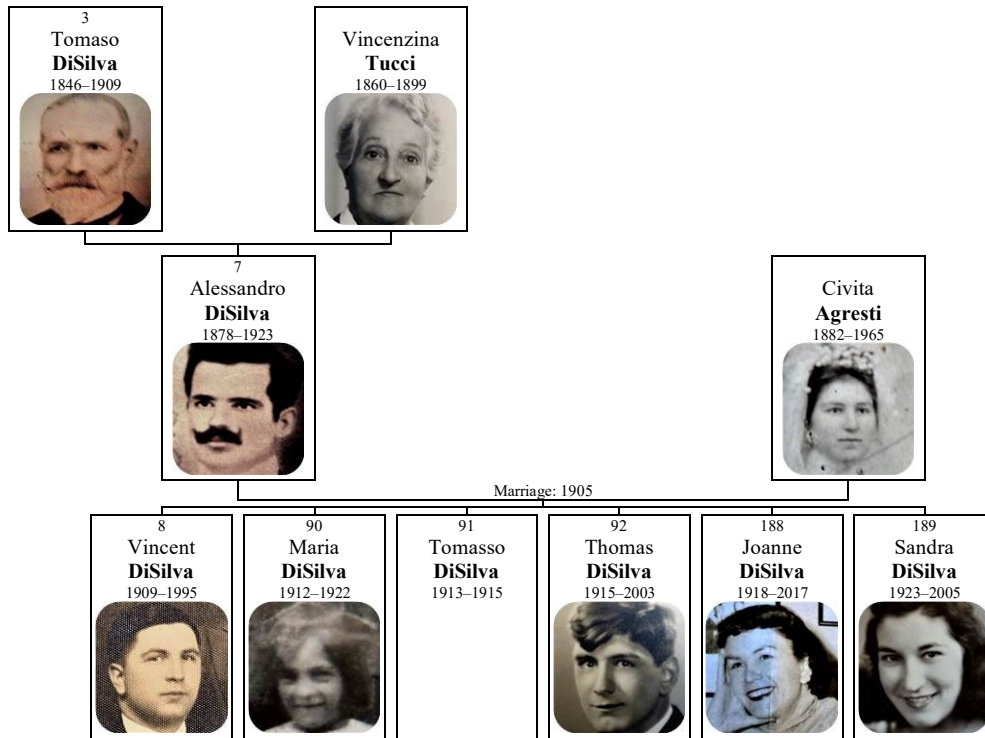 3
Tomaso
DiSilva
1846–1909
Vincenzina
Tucci
1860–1899
7
Alessandro
DiSilva
1878–1923
Civita
Agresti
1882–1965
Marriage: 1905
8
Vincent
DiSilva
1909–1995
90
Maria
DiSilva
1912–1922
91
Tomasso
DiSilva
1913–1915
92
Thomas
DiSilva
1915–2003
188
Joanne
DiSilva
1918–2017
189
Sandra
DiSilva
1923–2005